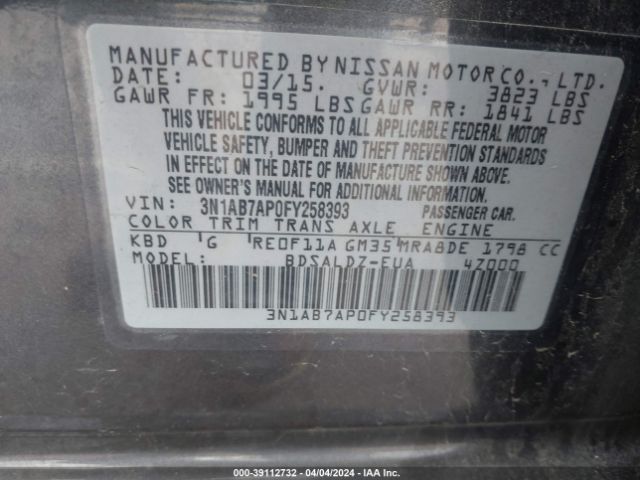 MANUFACTURED BY NISSAN MOTOR CO., LTD.
DATE: 03/15. GVWR: 3823 LBS
GAWR FR: 1995 LBS GAWR RR: 1841 LBS
THIS VEHICLE CONFORMS TO ALL APPLICABLE FEDERAL MOTOR
VEHICLE SAFETY, BUMPER AND THEFT PREVENTION STANDARDS
IN EFFECT ON THE DATE OF MANUFACTURE SHOWN ABOVE.
SEE OWNER'S MANUAL FOR ADDITIONAL INFORMATION.
VIN: 3N1AB7AP0FY258393 PASSENGER CAR.
COLOR TRIM TRANS AXLE ENGINE
KBD G RE0F11A GM35 MRA8DE 1798 CC
MODEL: BDSALDZ-EUA 4Z000
3N1AB7AP0FY258393
000-39112732 - 04/04/2024 - IAA Inc.